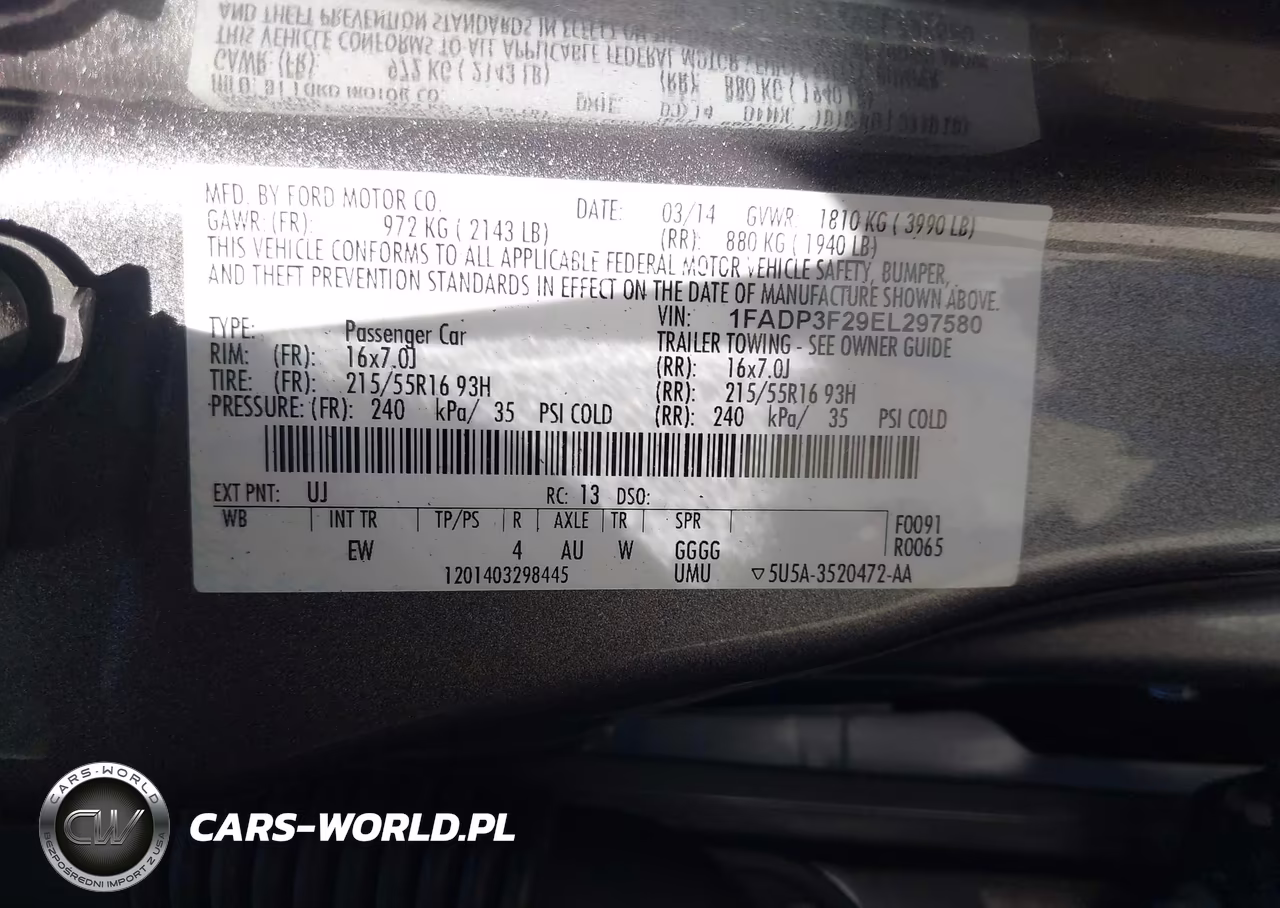 MFD. BY FORD MOTOR CO. DATE: 03/14 GVWR: 1810 KG ( 3990 LB)
GAWR: (FR): 972 KG ( 2143 LB) (RR): 880 KG ( 1940 LB)
THIS VEHICLE CONFORMS TO ALL APPLICABLE FEDERAL MOTOR VEHICLE SAFETY, BUMPER,
AND THEFT PREVENTION STANDARDS IN EFFECT ON THE DATE OF MANUFACTURE SHOWN ABOVE.
VIN: 1FADP3F29EL297580
TYPE: Passenger Car TRAILER TOWING - SEE OWNER GUIDE
RIM: (FR): 16x7.0J (RR): 16x7.0J
TIRE: (FR): 215/55R16 93H (RR): 215/55R16 93H
PRESSURE: (FR): 240 kPa/ 35 PSI COLD (RR): 240 kPa/ 35 PSI COLD
EXT PNT: UJ RC: 13 DSO:
WB INT TR TP/PS R AXLE TR SPR F0091
EW 4 AU W GGGG R0065
1201403298445 UMU ▽5U5A-3520472-AA
CARS-WORLD
CW
BEZPOŚREDNI IMPORT Z USA
CARS-WORLD.PL